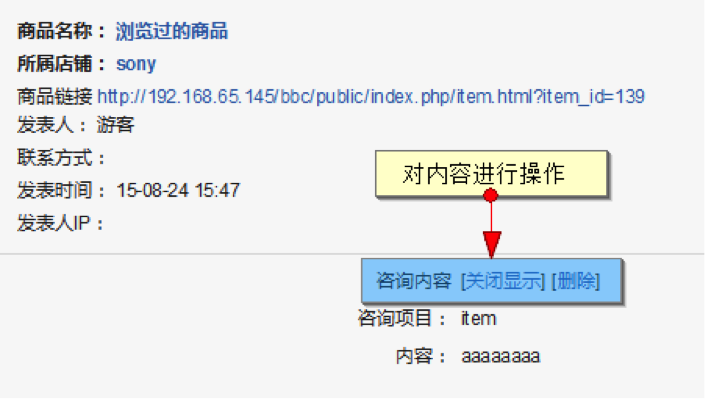 商品名称： 浏览过的商品
所属店铺： sony
商品链接 http://192.168.65.145/bbc/public/index.php/item.html?item_id=139
发表人： 游客
联系方式：
发表时间： 15-08-24 15:47
发表人IP：
对内容进行操作
咨询内容 [关闭显示] [删除]
咨询项目： item
内容： aaaaaaaa